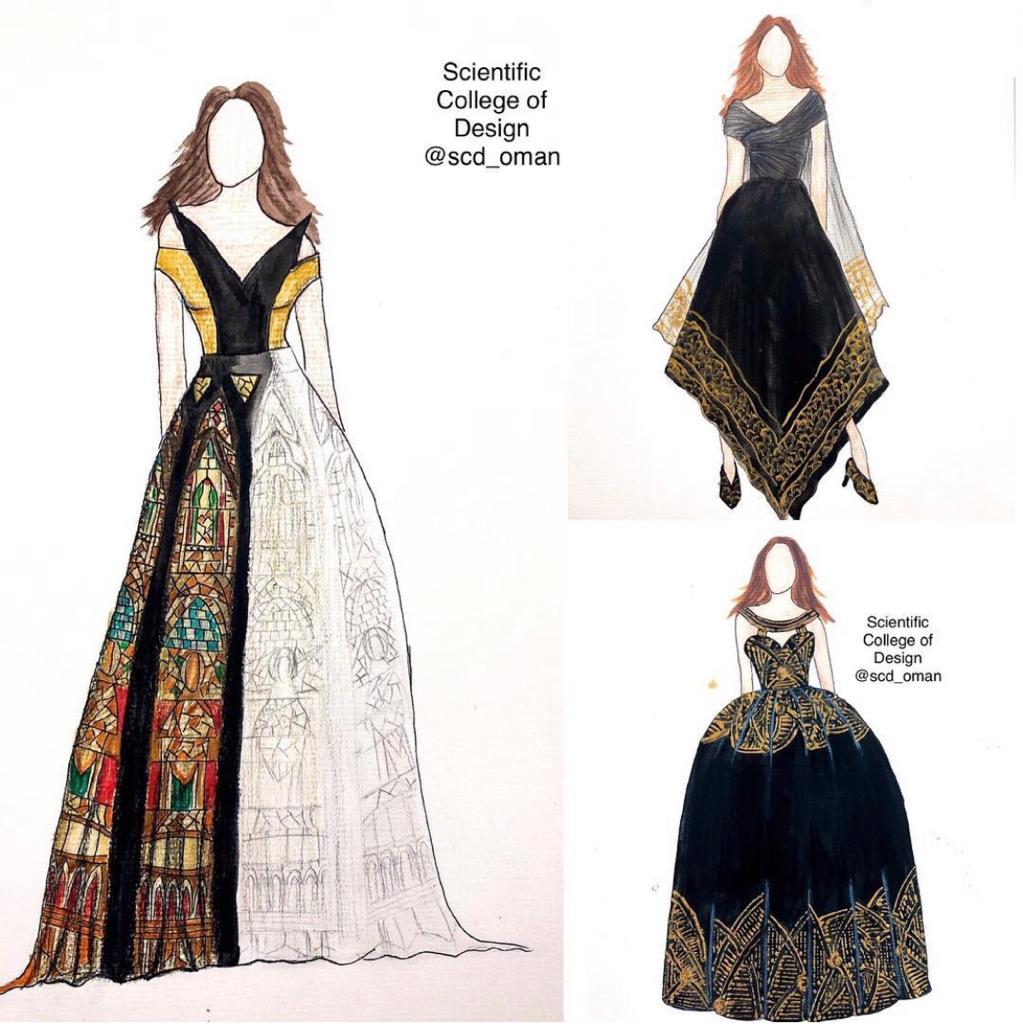 Scientific
College of
Design
@scd_oman
Scientific
College of
Design
@scd_oman